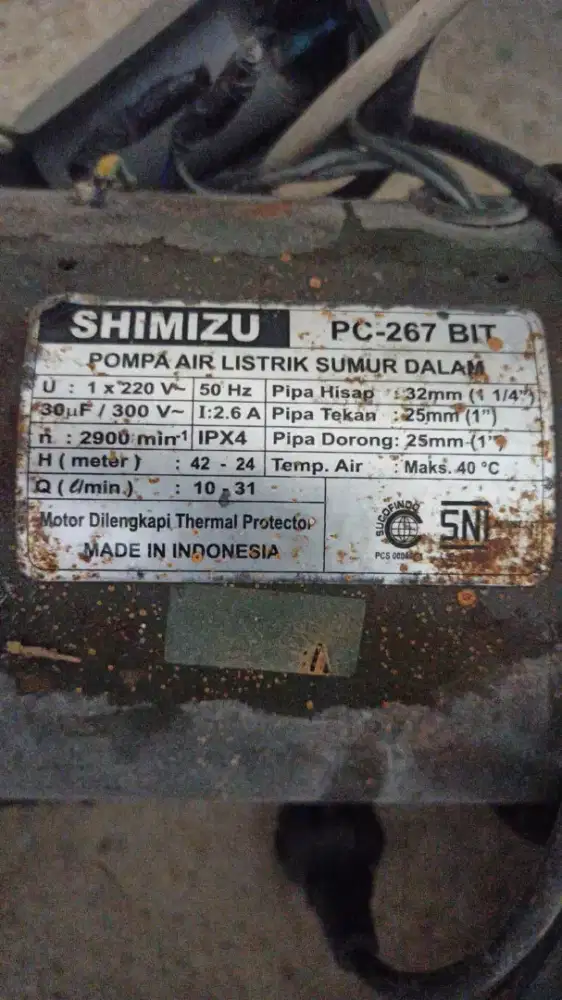 SHIMIZU PC-267 BIT
POMPA AIR LISTRIK SUMUR DALAM
U : 1 x 220 V~ 50 Hz Pipa Hisap : 32mm (1 1/4")
30µF / 300 V~ I:2.6 A Pipa Tekan : 25mm (1")
n : 2900 min-1 IPX4 Pipa Dorong: 25mm (1")
H ( meter ) : 42 - 24 Temp. Air : Maks. 40 °C
Q ( ℓ/min.) : 10 - 31
Motor Dilengkapi Thermal Protector
MADE IN INDONESIA
SUCOFINDO
SNI
PCS